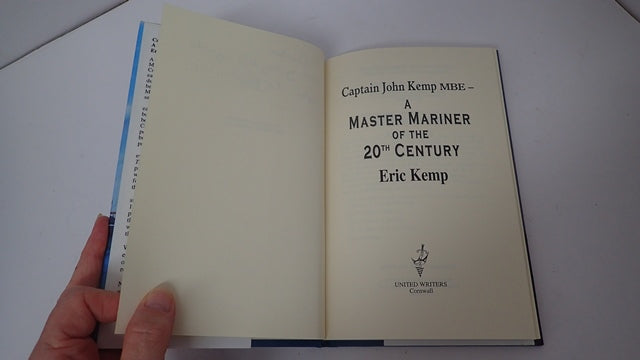 Captain John Kemp MBE –
A
MASTER MARINER
OF THE
20TH CENTURY
Eric Kemp
UNITED WRITERS
Cornwall